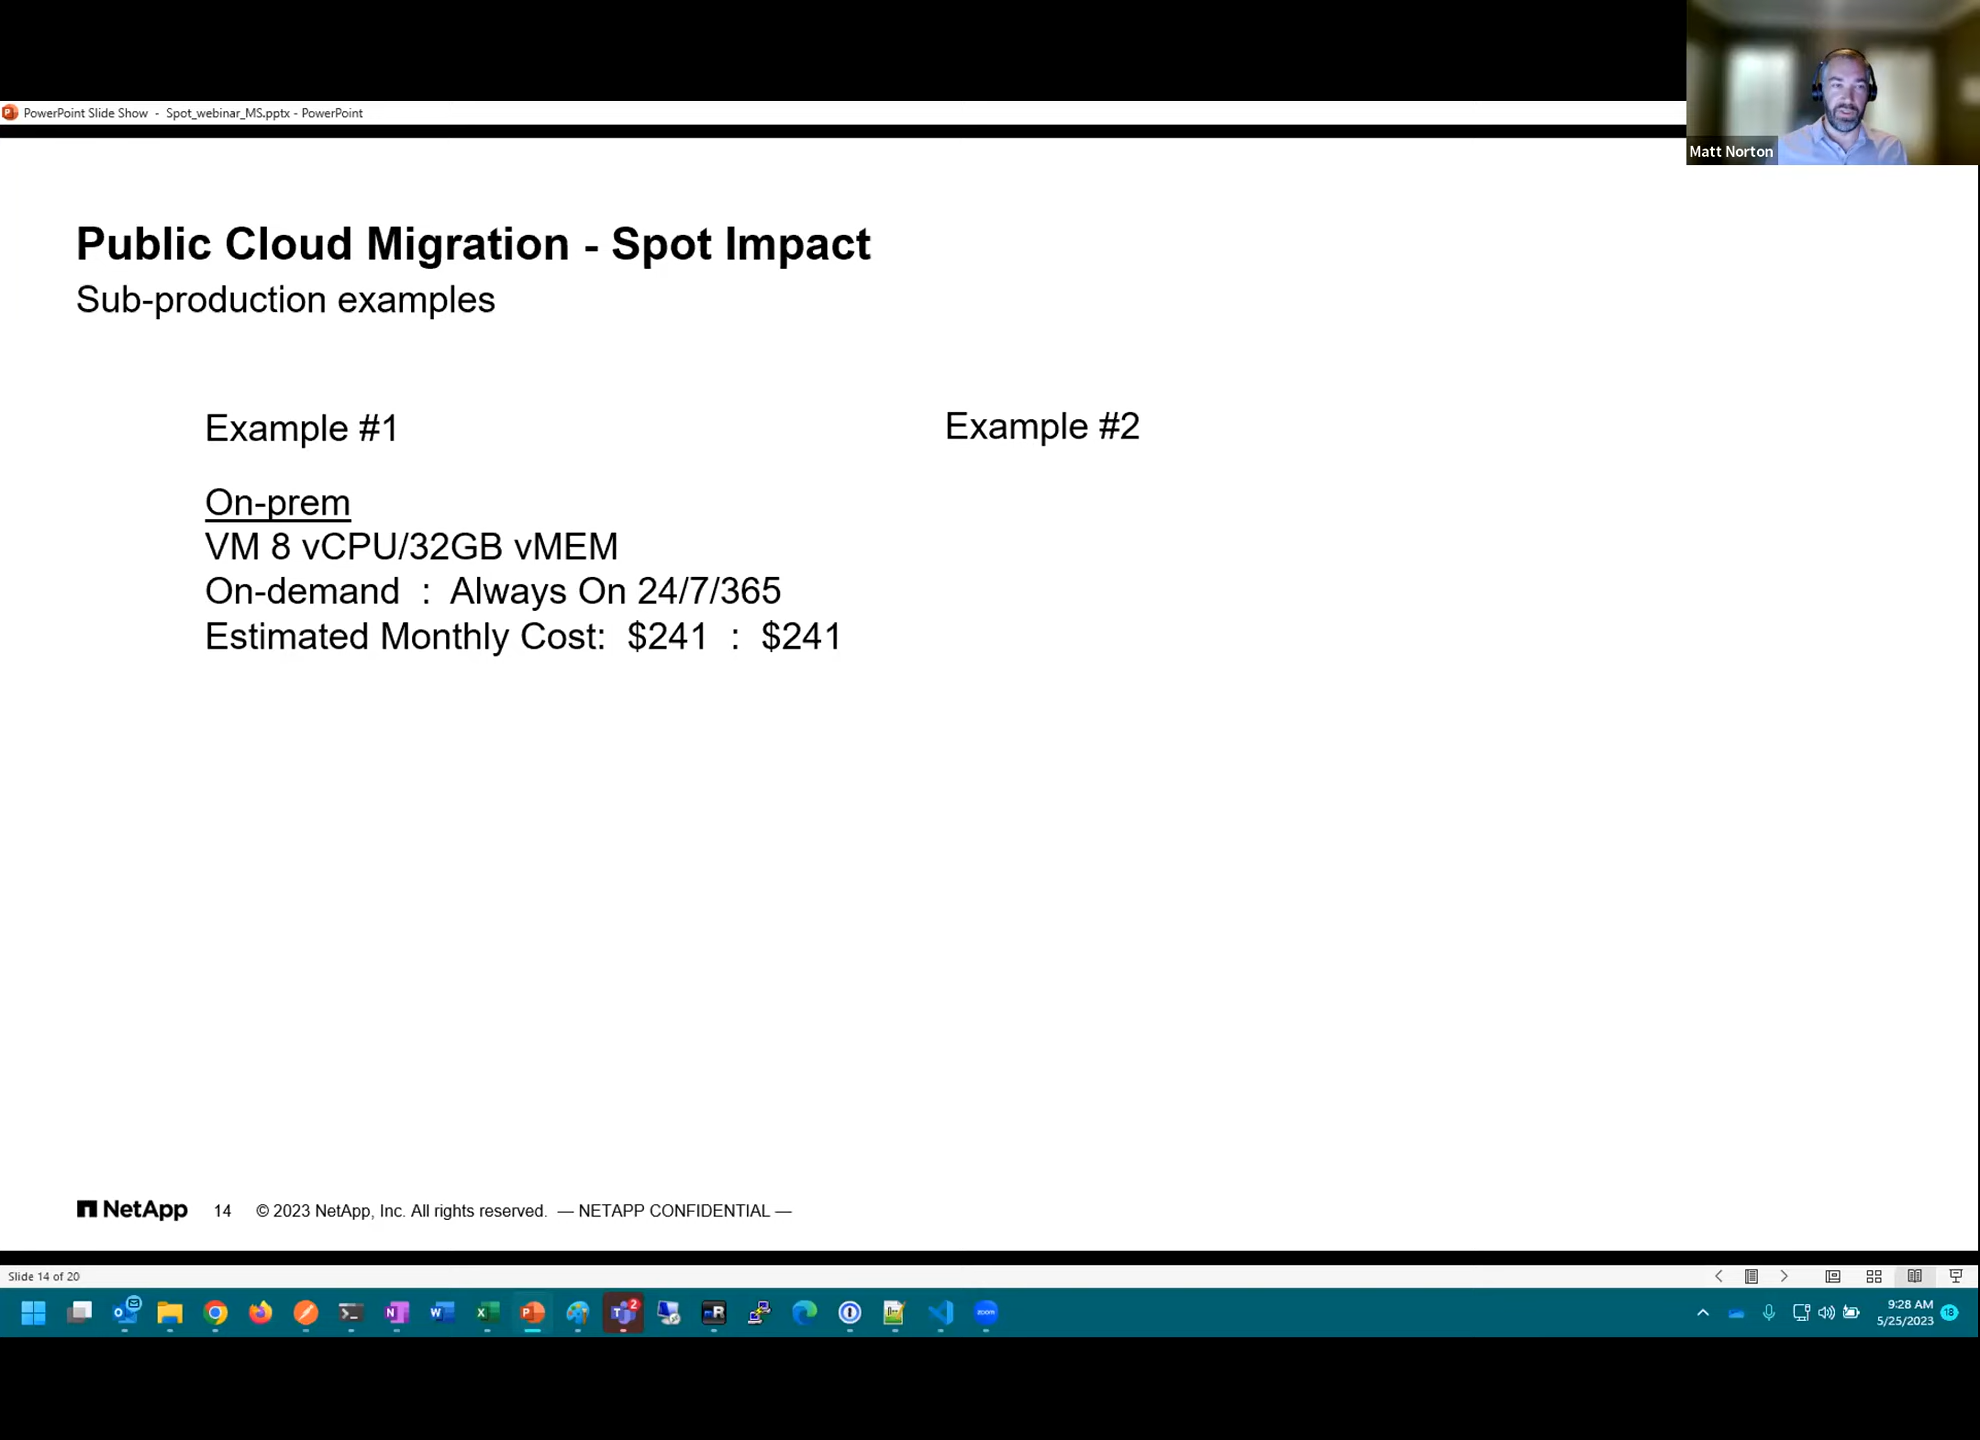 PowerPoint Slide Show - Spot_webinar_MS.pptx - PowerPoint
Matt Norton
Public Cloud Migration - Spot Impact
Sub-production examples
Example #1
Example #2
On-prem
VM 8 vCPU/32GB vMEM
On-demand : Always On 24/7/365
Estimated Monthly Cost: $241 : $241
NetApp 14 © 2023 NetApp, Inc. All rights reserved. — NETAPP CONFIDENTIAL —
Slide 14 of 20
9:28 AM
5/25/2023
18
2
zoom